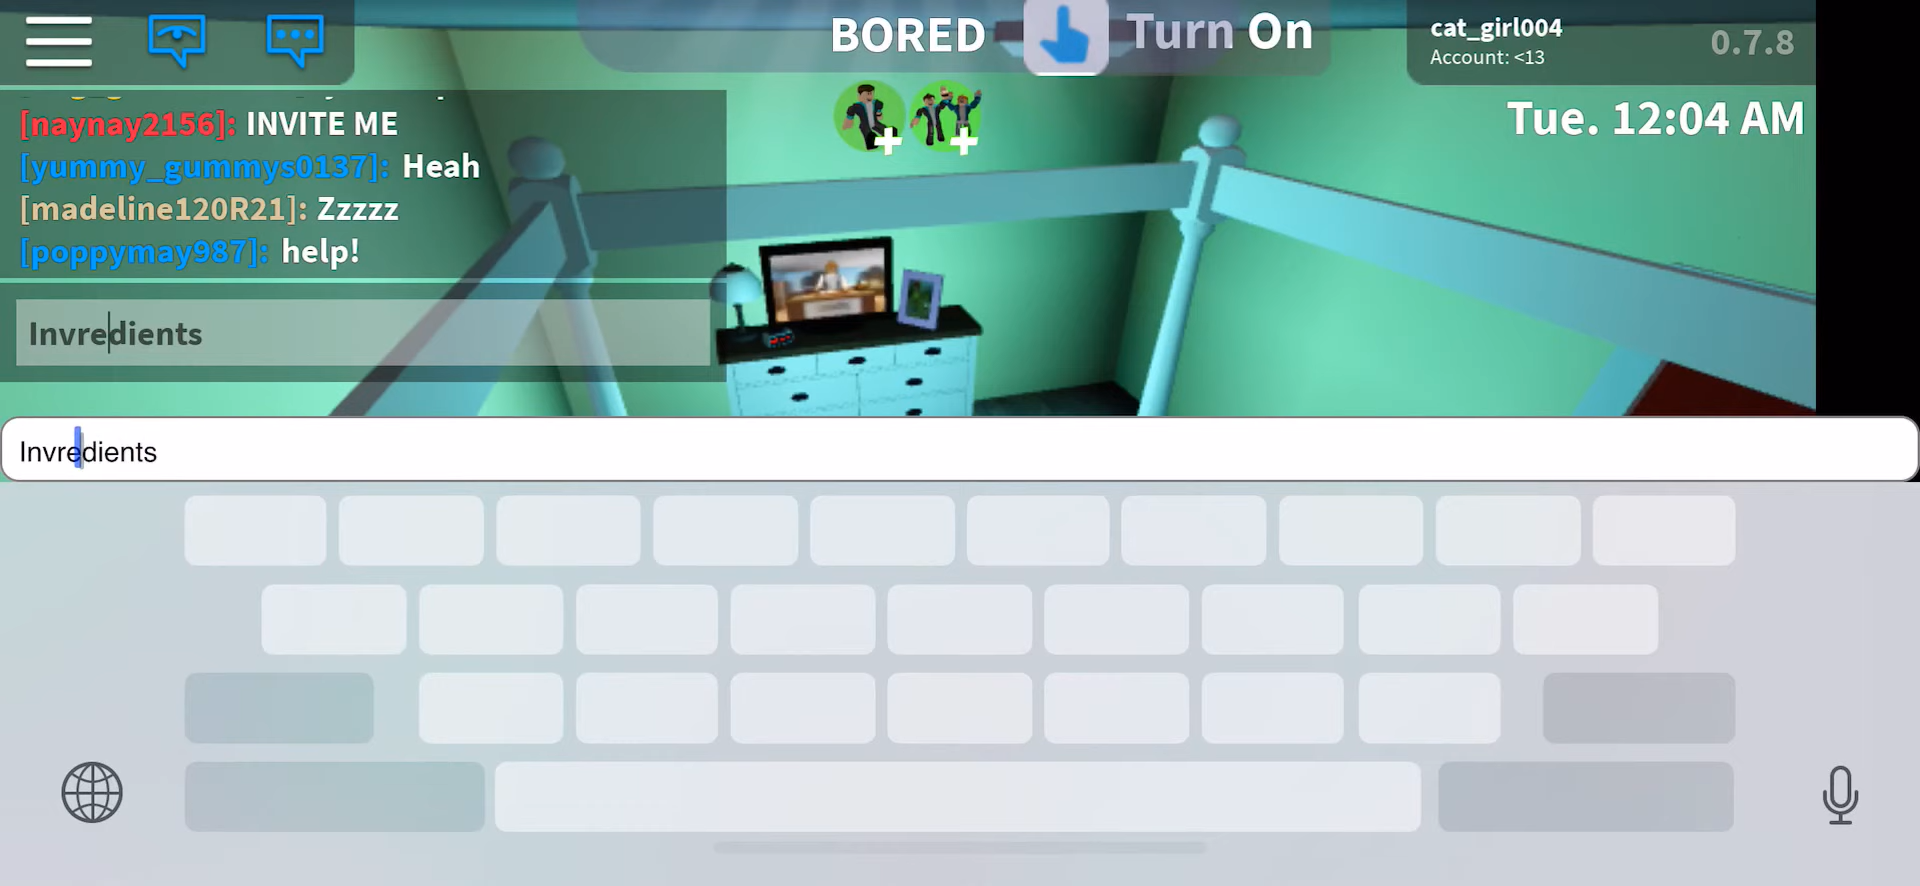 BORED
Turn On
cat_girl004
Account: <13
0.7.8
Tue. 12:04 AM
[naynay2156]: INVITE ME
[yummy_gummys0137]: Heah
[madeline120R21]: Zzzzz
[poppymay987]: help!
Invredients
Invredients